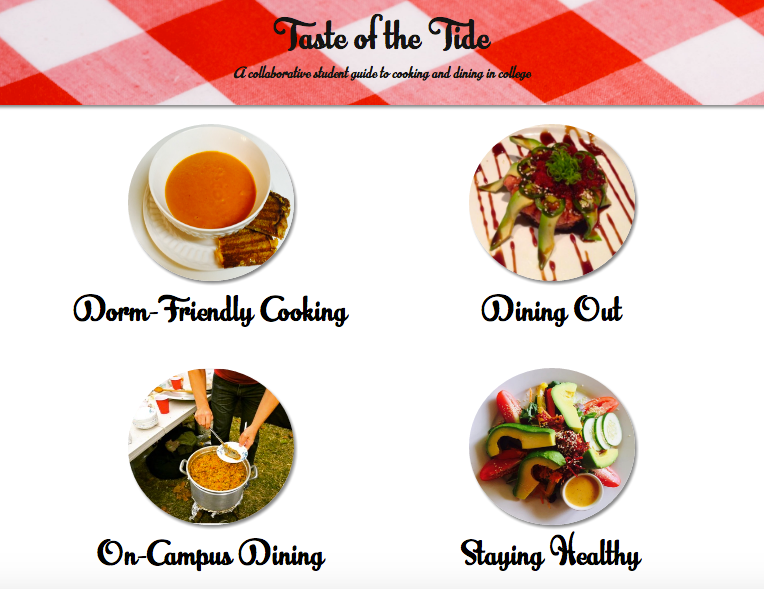 Taste of the Tide
A collaborative student guide to cooking and dining in college
Dorm-Friendly Cooking
Dining Out
On-Campus Dining
Staying Healthy